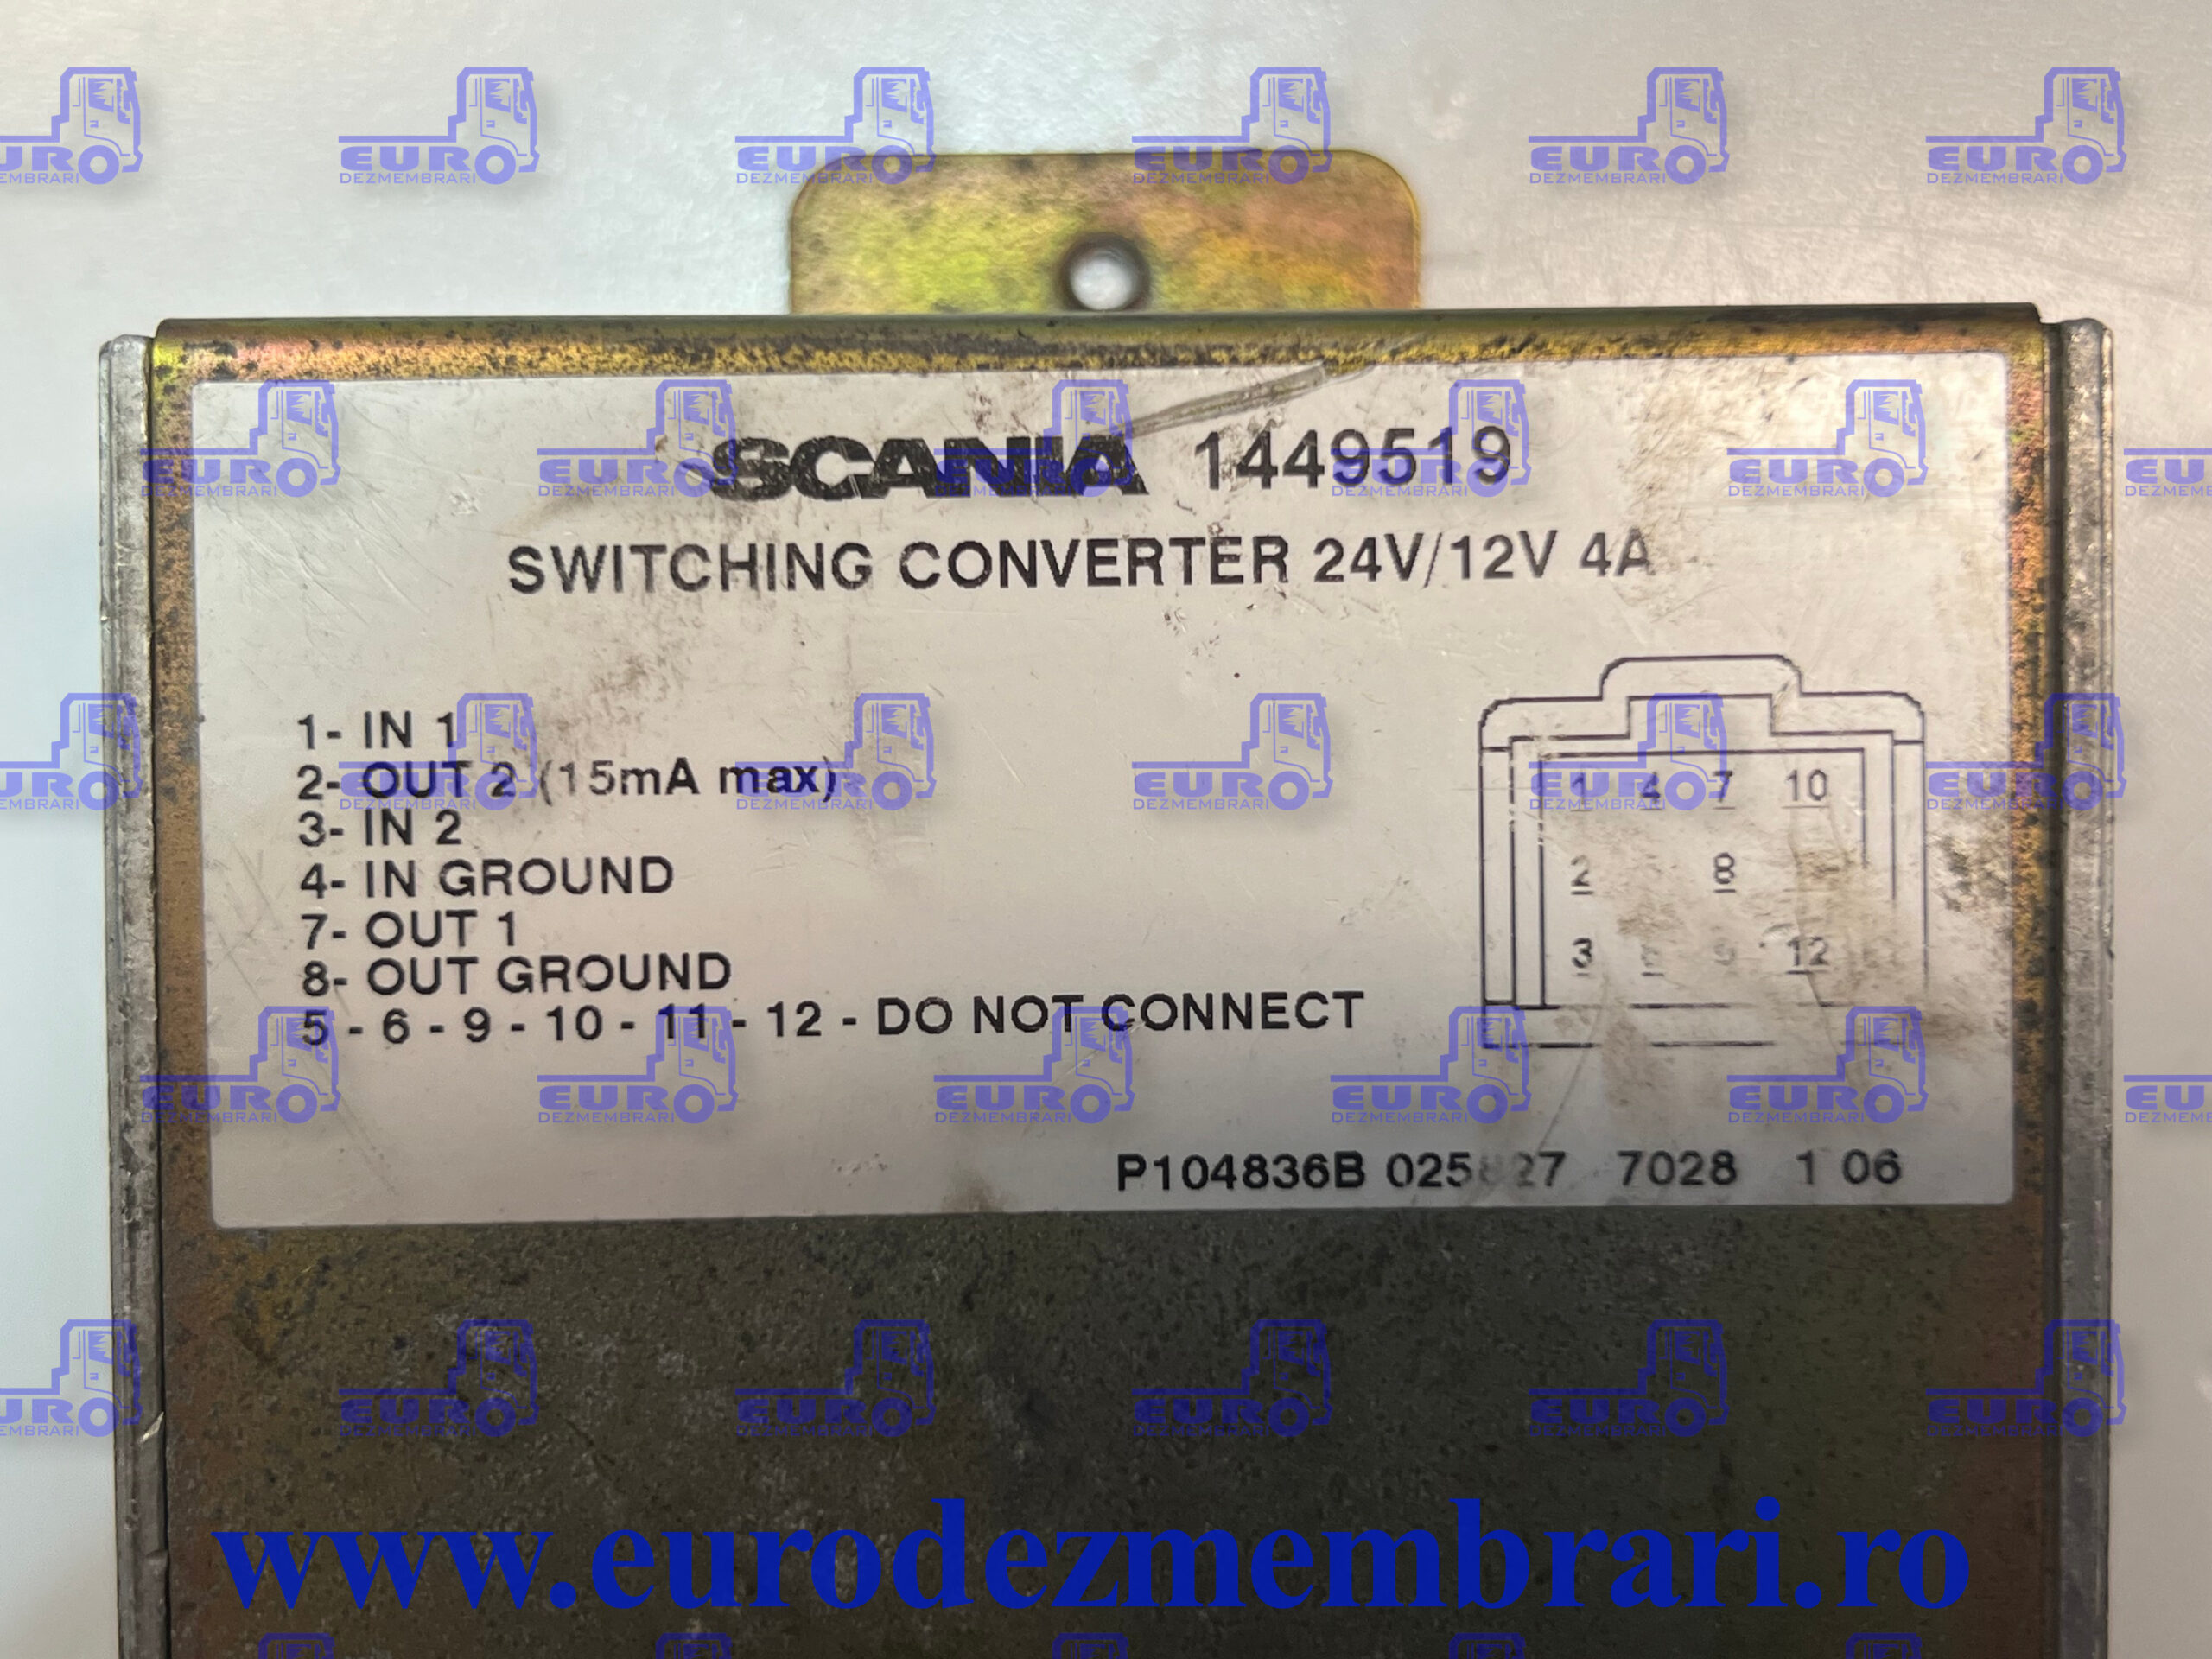 SCANIA 1449519
SWITCHING CONVERTER 24V/12V 4A
1- IN 1
2- OUT 2 (15mA max)
3- IN 2
4- IN GROUND
7- OUT 1
8- OUT GROUND
5 - 6 - 9 - 10 - 11 - 12 - DO NOT CONNECT
1 4 7 10
2 8
3 12
P104836B 7028 1 06
EURO
DEZMEMBRARI
www.eurodezmembrari.ro